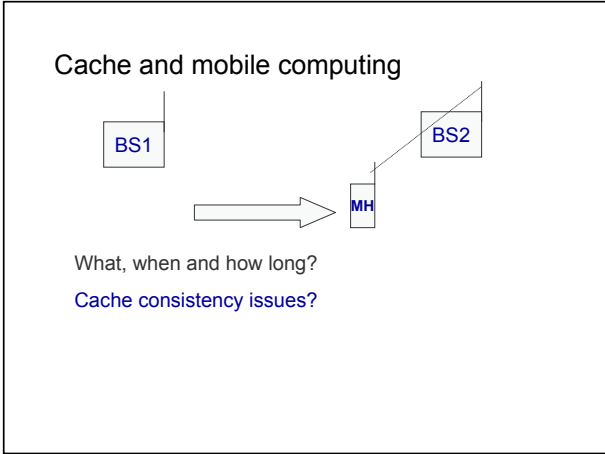 Cache and mobile computing
BS1
BS2
MH
What, when and how long?
Cache consistency issues?